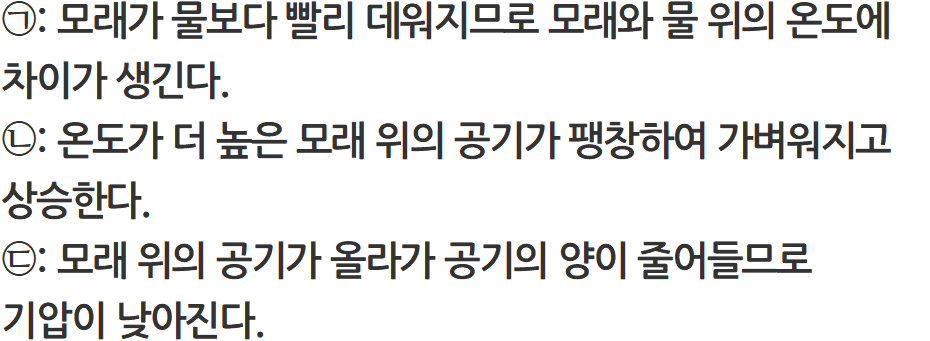 ㉠: 모래가 물보다 빨리 데워지므로 모래와 물 위의 온도에
차이가 생긴다.
㉡: 온도가 더 높은 모래 위의 공기가 팽창하여 가벼워지고
상승한다.
㉢: 모래 위의 공기가 올라가 공기의 양이 줄어들므로
기압이 낮아진다.